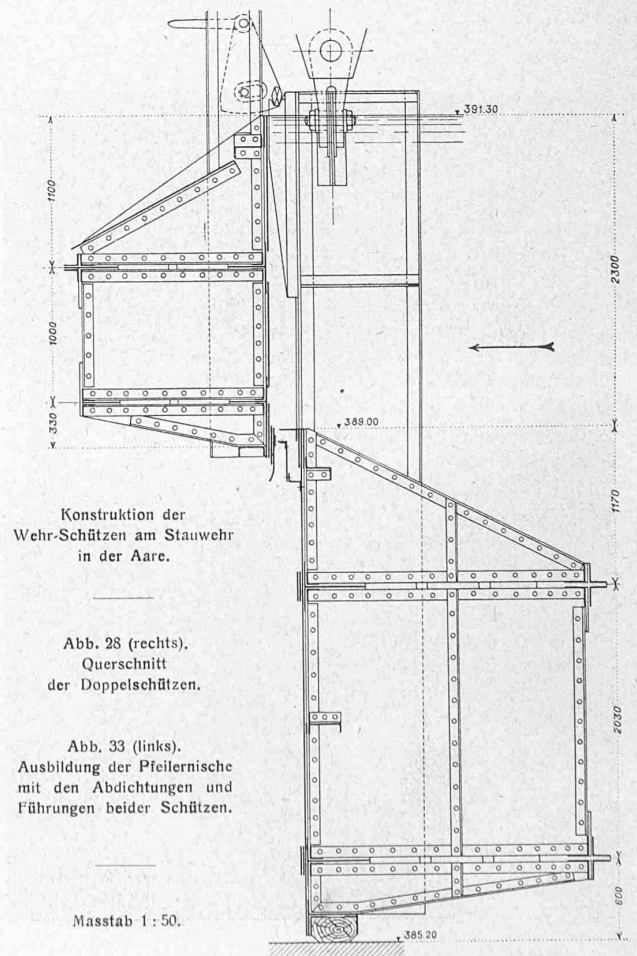 391.30
1100
2300
1000
389.00
330
1170
Konstruktion der
Wehr-Schützen am Stauwehr
in der Aare.
Abb. 28 (rechts).
Querschnitt
der Doppelschützen.
2030
Abb. 33 (links).
Ausbildung der Pfeilernische
mit den Abdichtungen und
Führungen beider Schützen.
600
Masstab 1 : 50.
385.20